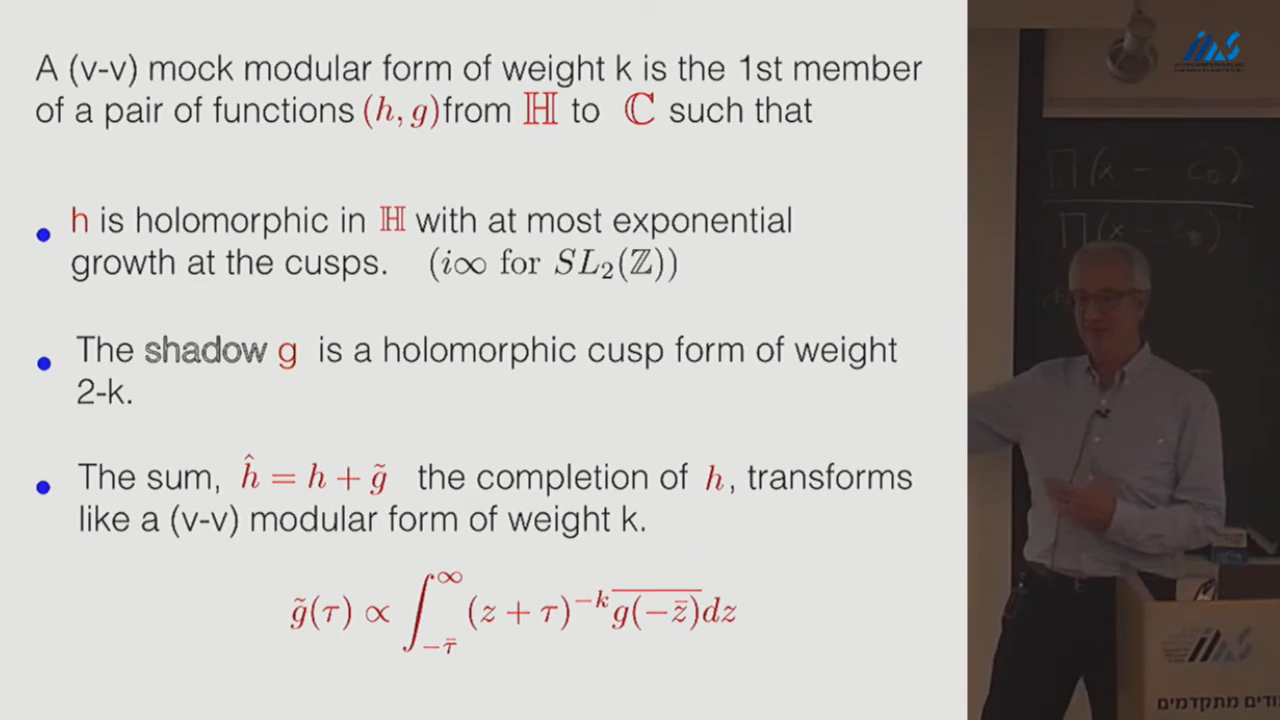 A (v-v) mock modular form of weight k is the 1st member
of a pair of functions (h, g) from ℍ to ℂ such that
h is holomorphic in ℍ with at most exponential
growth at the cusps. (i∞ for SL₂(ℤ))
The shadow g is a holomorphic cusp form of weight
2-k.
The sum, ĥ = h + g̃ the completion of h, transforms
like a (v-v) modular form of weight k.
g̃(τ) ∝ ∫_{-τ̄}^{∞} (z + τ)^{-k} \overline{g(-z̄)} dz
∏(x –
∏(x –